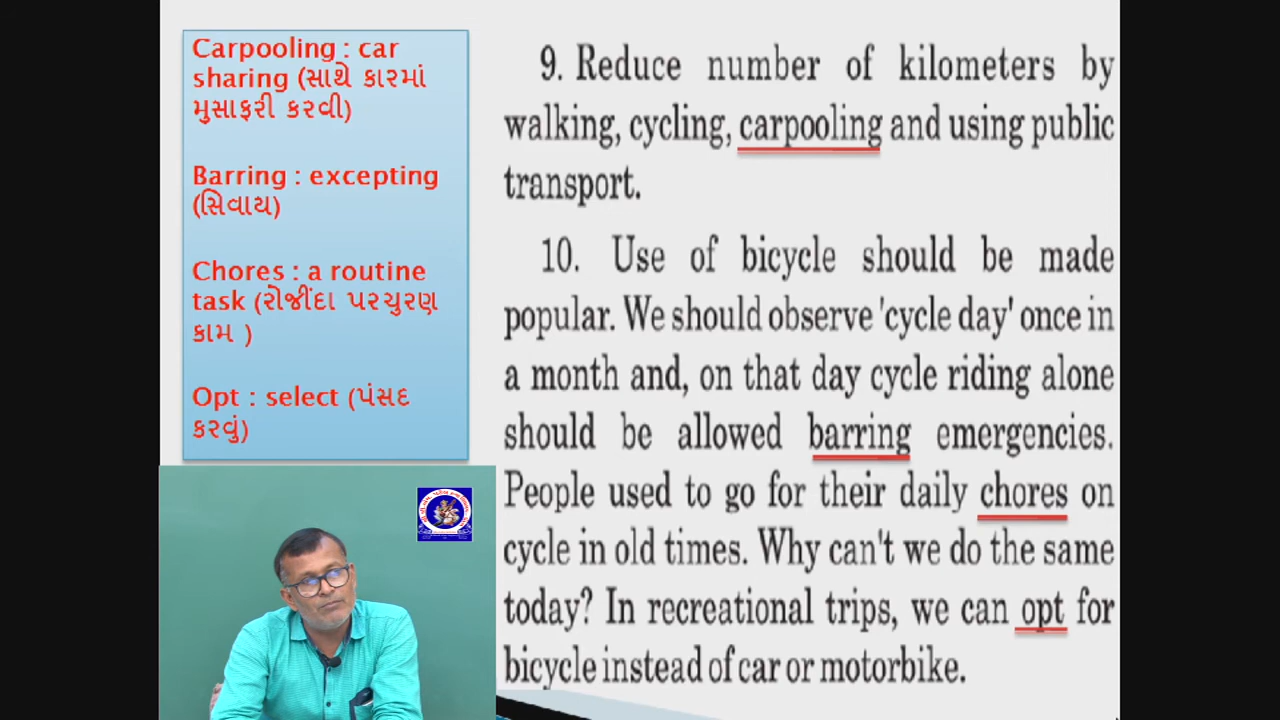 Carpooling : car
sharing (સાથે કારમાં
મુસાફરી કરવી)
Barring : excepting
(સિવાય)
Chores : a routine
task (રોજીંદા પરચુરણ
કામ )
Opt : select (પંસદ
કરવું)
9. Reduce number of kilometers by
walking, cycling, carpooling and using public
transport.
10. Use of bicycle should be made
popular. We should observe 'cycle day' once in
a month and, on that day cycle riding alone
should be allowed barring emergencies.
People used to go for their daily chores on
cycle in old times. Why can't we do the same
today? In recreational trips, we can opt for
bicycle instead of car or motorbike.